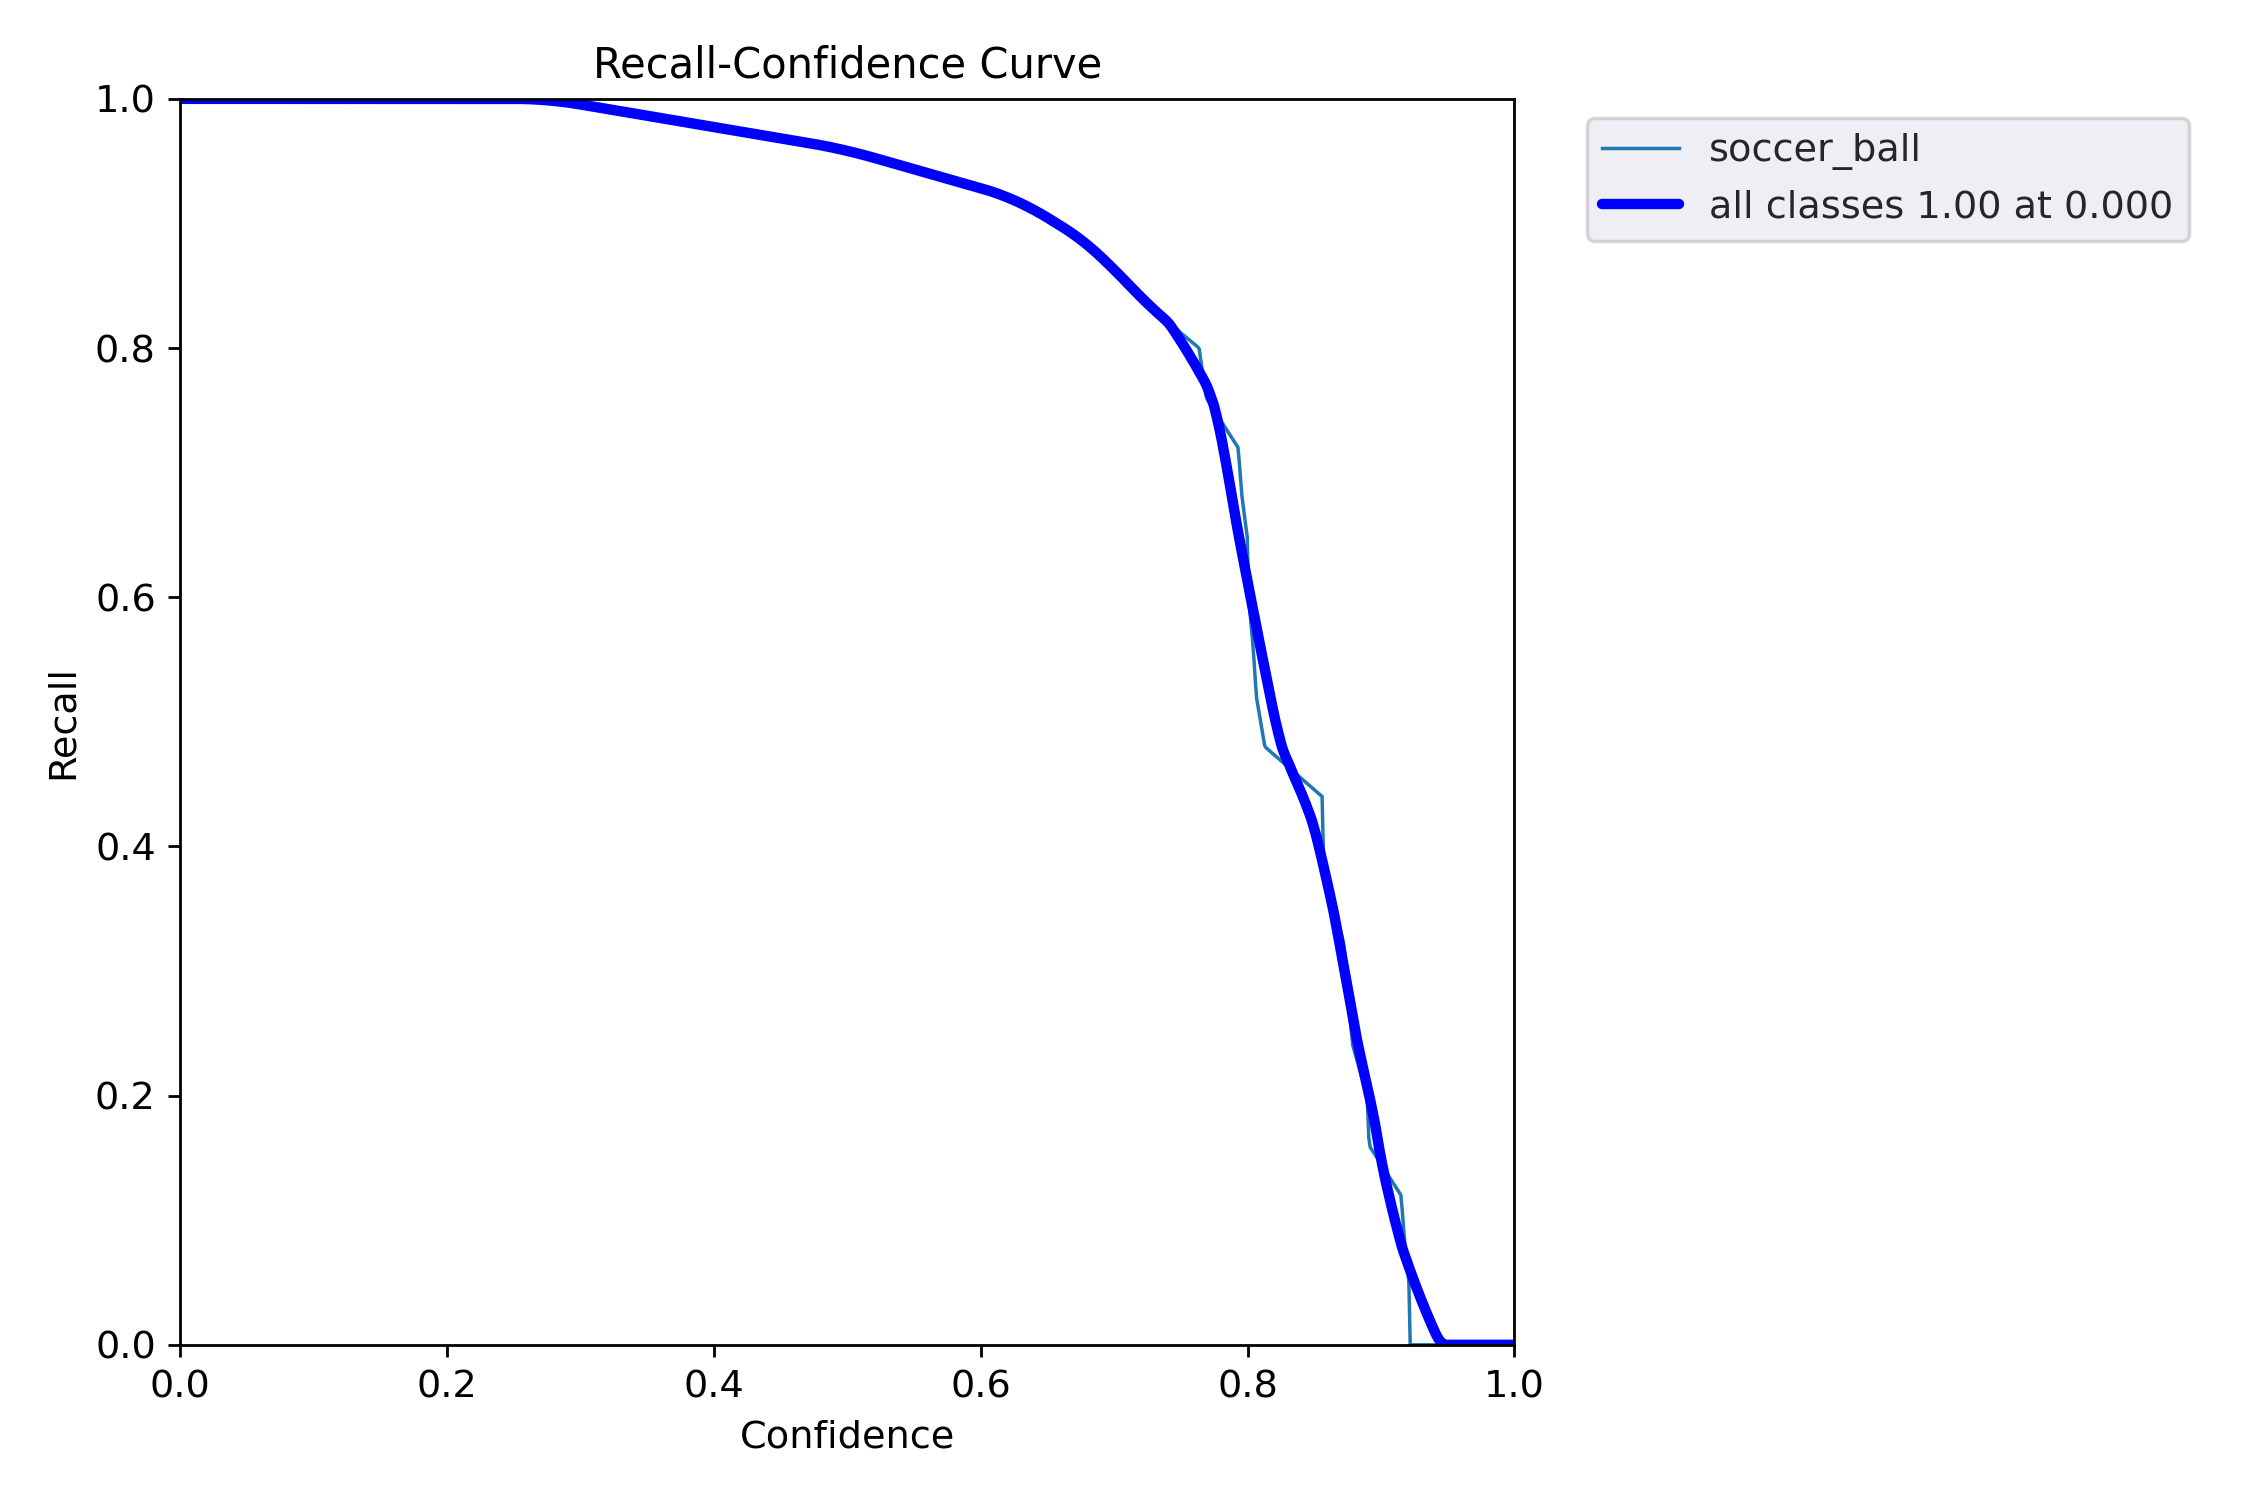 Recall-Confidence Curve
1.0
0.8
0.6
0.4
0.2
0.0
Recall
0.0 0.2 0.4 0.6 0.8 1.0
Confidence
soccer_ball
all classes 1.00 at 0.000